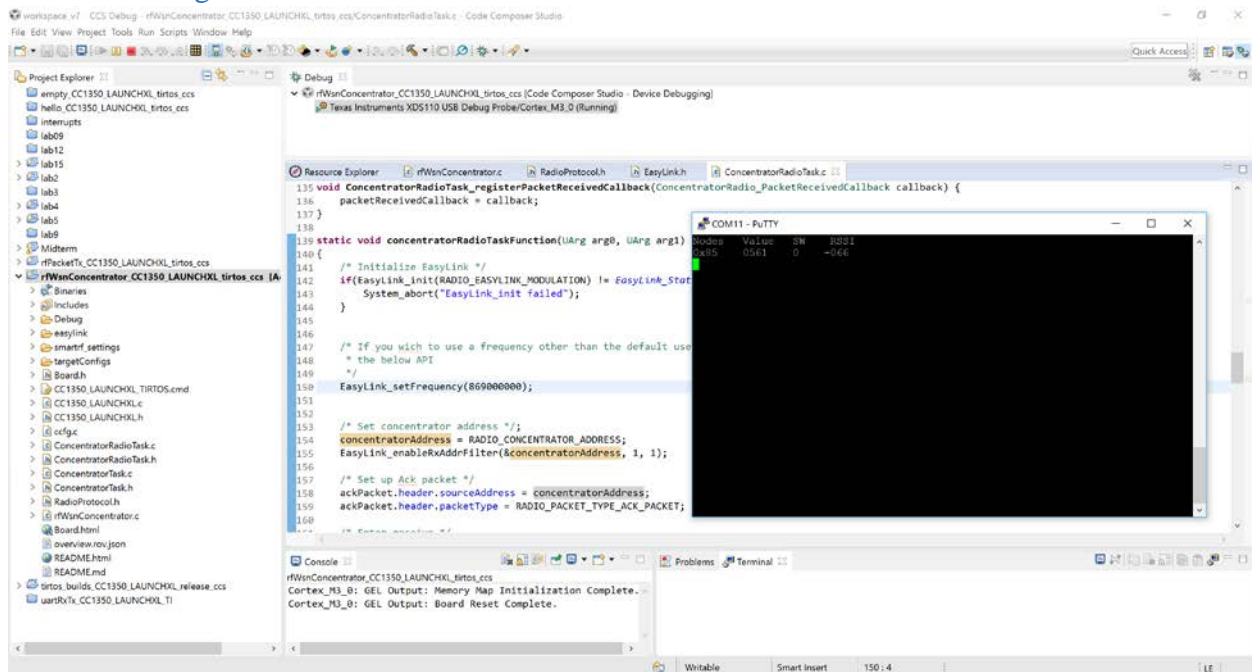 workspace_v7 - CCS Debug - rfWsnConcentrator_CC1350_LAUNCHXL_tirtos_ccs/ConcentratorRadioTask.c - Code Composer Studio
File Edit View Project Tools Run Scripts Window Help
Quick Access
Project Explorer
empty_CC1350_LAUNCHXL_tirtos_ccs
hello_CC1350_LAUNCHXL_tirtos_ccs
interrupts
lab09
lab12
lab15
lab2
lab3
lab4
lab5
lab9
Midterm
rfPacketTx_CC1350_LAUNCHXL_tirtos_ccs
rfWsnConcentrator_CC1350_LAUNCHXL_tirtos_ccs [A
Binaries
Includes
Debug
easylink
smartrf_settings
targetConfigs
Board.h
CC1350_LAUNCHXL_TIRTOS.cmd
CC1350_LAUNCHXL.c
CC1350_LAUNCHXL.h
ccfg.c
ConcentratorRadioTask.c
ConcentratorRadioTask.h
ConcentratorTask.c
ConcentratorTask.h
RadioProtocol.h
rfWsnConcentrator.c
Board.html
overview.rov.json
README.html
README.md
tirtos_builds_CC1350_LAUNCHXL_release_ccs
uartRxTx_CC1350_LAUNCHXL_TI
Debug
rfWsnConcentrator_CC1350_LAUNCHXL_tirtos_ccs [Code Composer Studio - Device Debugging]
Texas Instruments XDS110 USB Debug Probe/Cortex_M3_0 (Running)
Resource Explorer rfWsnConcentrator.c RadioProtocol.h EasyLink.h ConcentratorRadioTask.c
135 void ConcentratorRadioTask_registerPacketReceivedCallback(ConcentratorRadio_PacketReceivedCallback callback) {
136 packetReceivedCallback = callback;
137 }
138
139 static void concentratorRadioTaskFunction(UArg arg0, UArg arg1)
140 {
141 /* Initialize EasyLink */
142 if(EasyLink_init(RADIO_EASYLINK_MODULATION) != EasyLink_Stat
143 System_abort("EasyLink_init failed");
144 }
145
146
147 /* If you wich to use a frequency other than the default use
148 * the below API
149 */
150 EasyLink_setFrequency(869000000);
151
152
153 /* Set concentrator address */;
154 concentratorAddress = RADIO_CONCENTRATOR_ADDRESS;
155 EasyLink_enableRxAddrFilter(&concentratorAddress, 1, 1);
156
157 /* Set up Ack packet */
158 ackPacket.header.sourceAddress = concentratorAddress;
159 ackPacket.header.packetType = RADIO_PACKET_TYPE_ACK_PACKET;
160
COM11 - PuTTY
Nodes Value SW RSSI
0x85 0561 0 -066
Console
rfWsnConcentrator_CC1350_LAUNCHXL_tirtos_ccs
Cortex_M3_0: GEL Output: Memory Map Initialization Complete.
Cortex_M3_0: GEL Output: Board Reset Complete.
Problems Terminal
Writable Smart Insert 150 : 4 LE